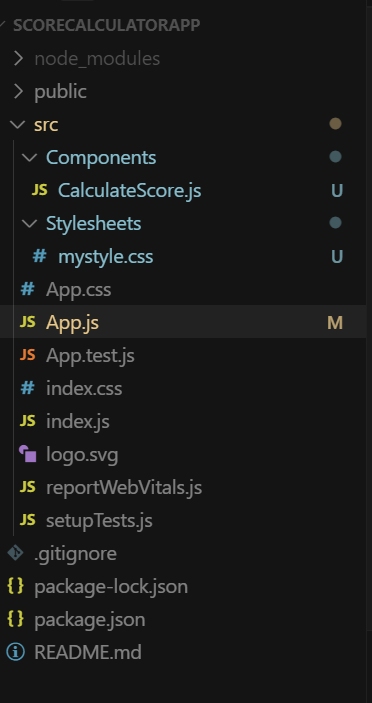 SCORECALCULATORAPP
node_modules
public
src
Components
JS CalculateScore.js U
Stylesheets
# mystyle.css U
# App.css
JS App.js M
JS App.test.js
# index.css
JS index.js
logo.svg
JS reportWebVitals.js
JS setupTests.js
.gitignore
{} package-lock.json
{} package.json
README.md